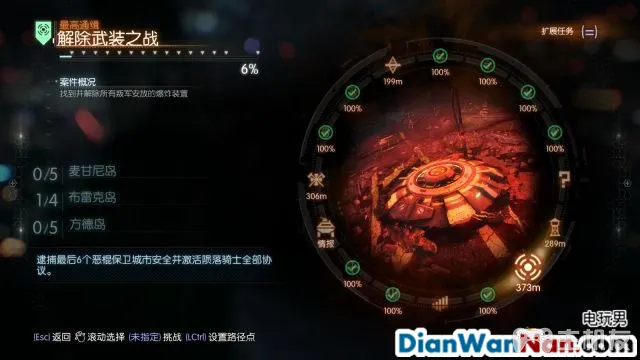 最高通缉
解除武装之战
扩展任务 (=)
6%
案件概况
找到并解除所有叛军安放的爆炸装置
0/5 麦甘尼岛
1/4 布雷克岛
0/5 方德岛
逮捕最后6个恶棍保卫城市安全并激活陨落骑士全部协
议。
199m
100%
100%
100%
100%
100%
100%
306m
?
情报
289m
373m
100%
100%
100%
(Esc) 返回 滚动选择 (未指定) 挑战 (LCtrl) 设置路径点
电玩男
DianWanNan.Com